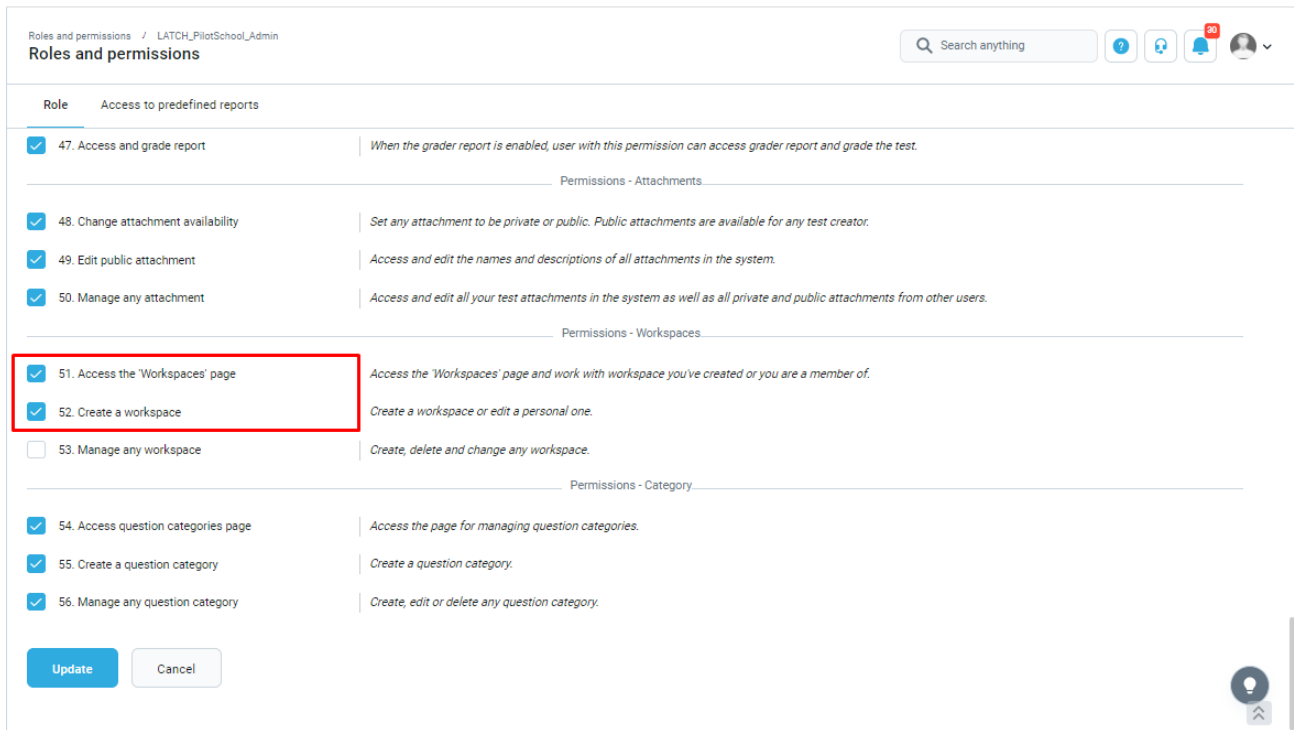 Roles and permissions / LATCH_PilotSchool_Admin
Roles and permissions
Search anything
30
Role Access to predefined reports
47. Access and grade report When the grader report is enabled, user with this permission can access grader report and grade the test.
Permissions - Attachments
48. Change attachment availability Set any attachment to be private or public. Public attachments are available for any test creator.
49. Edit public attachment Access and edit the names and descriptions of all attachments in the system.
50. Manage any attachment Access and edit all your test attachments in the system as well as all private and public attachments from other users.
Permissions - Workspaces
51. Access the 'Workspaces' page Access the 'Workspaces' page and work with workspace you've created or you are a member of.
52. Create a workspace Create a workspace or edit a personal one.
53. Manage any workspace Create, delete and change any workspace.
Permissions - Category
54. Access question categories page Access the page for managing question categories.
55. Create a question category Create a question category.
56. Manage any question category Create, edit or delete any question category.
Update Cancel